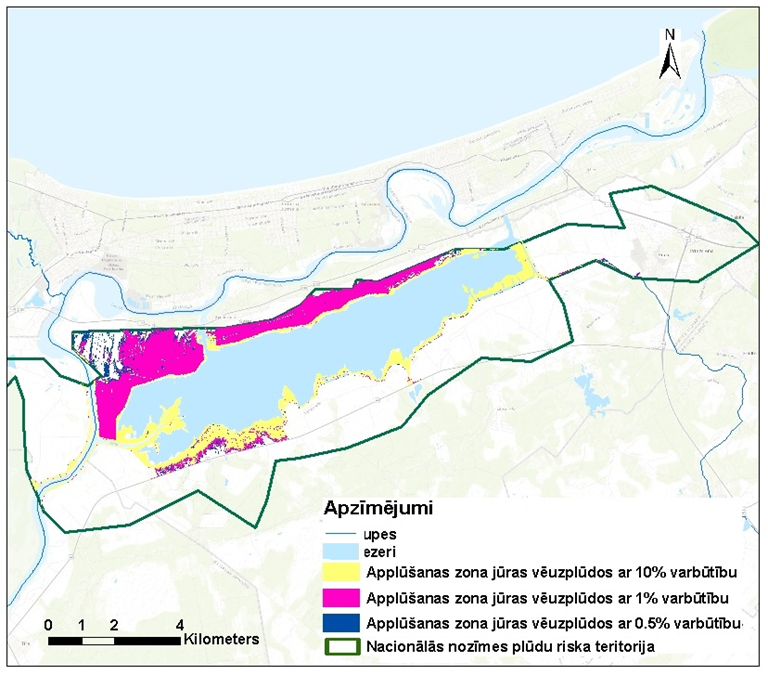 N
Apzīmējumi
upes
ezeri
Applūšanas zona jūras vēuzplūdos ar 10% varbūtību
Applūšanas zona jūras vēuzplūdos ar 1% varbūtību
Applūšanas zona jūras vēuzplūdos ar 0.5% varbūtību
Nacionālās nozīmes plūdu riska teritorija
0 1 2 4
Kilometers